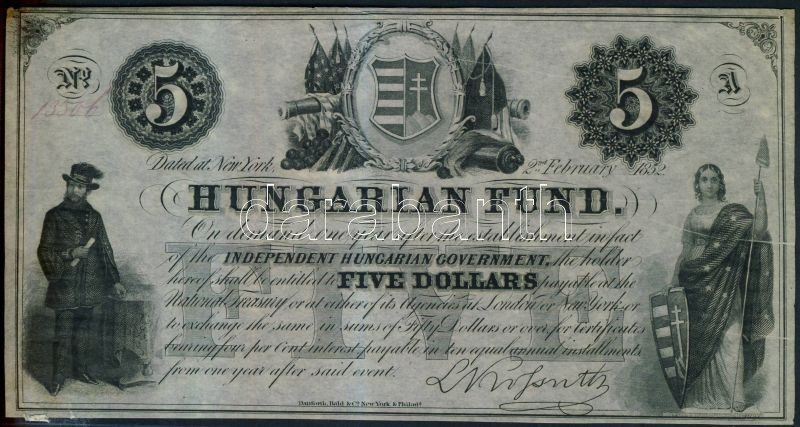 Nº 5 5 A
13306
Dated at New York, 2nd February 1852
HUNGARIAN FUND.
darabanth
On demand one year after the establishment in fact
of the INDEPENDENT HUNGARIAN GOVERNMENT, the holder
hereof shall be entitled to FIVE DOLLARS payable at the
National Treasury or at either of its Agencies at London or New York, or
to exchange the same in sums of Fifty Dollars or over, for Certificates
bearing four per Cent Interest, payable in ten equal annual installments
from one year after said event.
L Kossuth
Danforth, Bald & Co. New York & Philada.